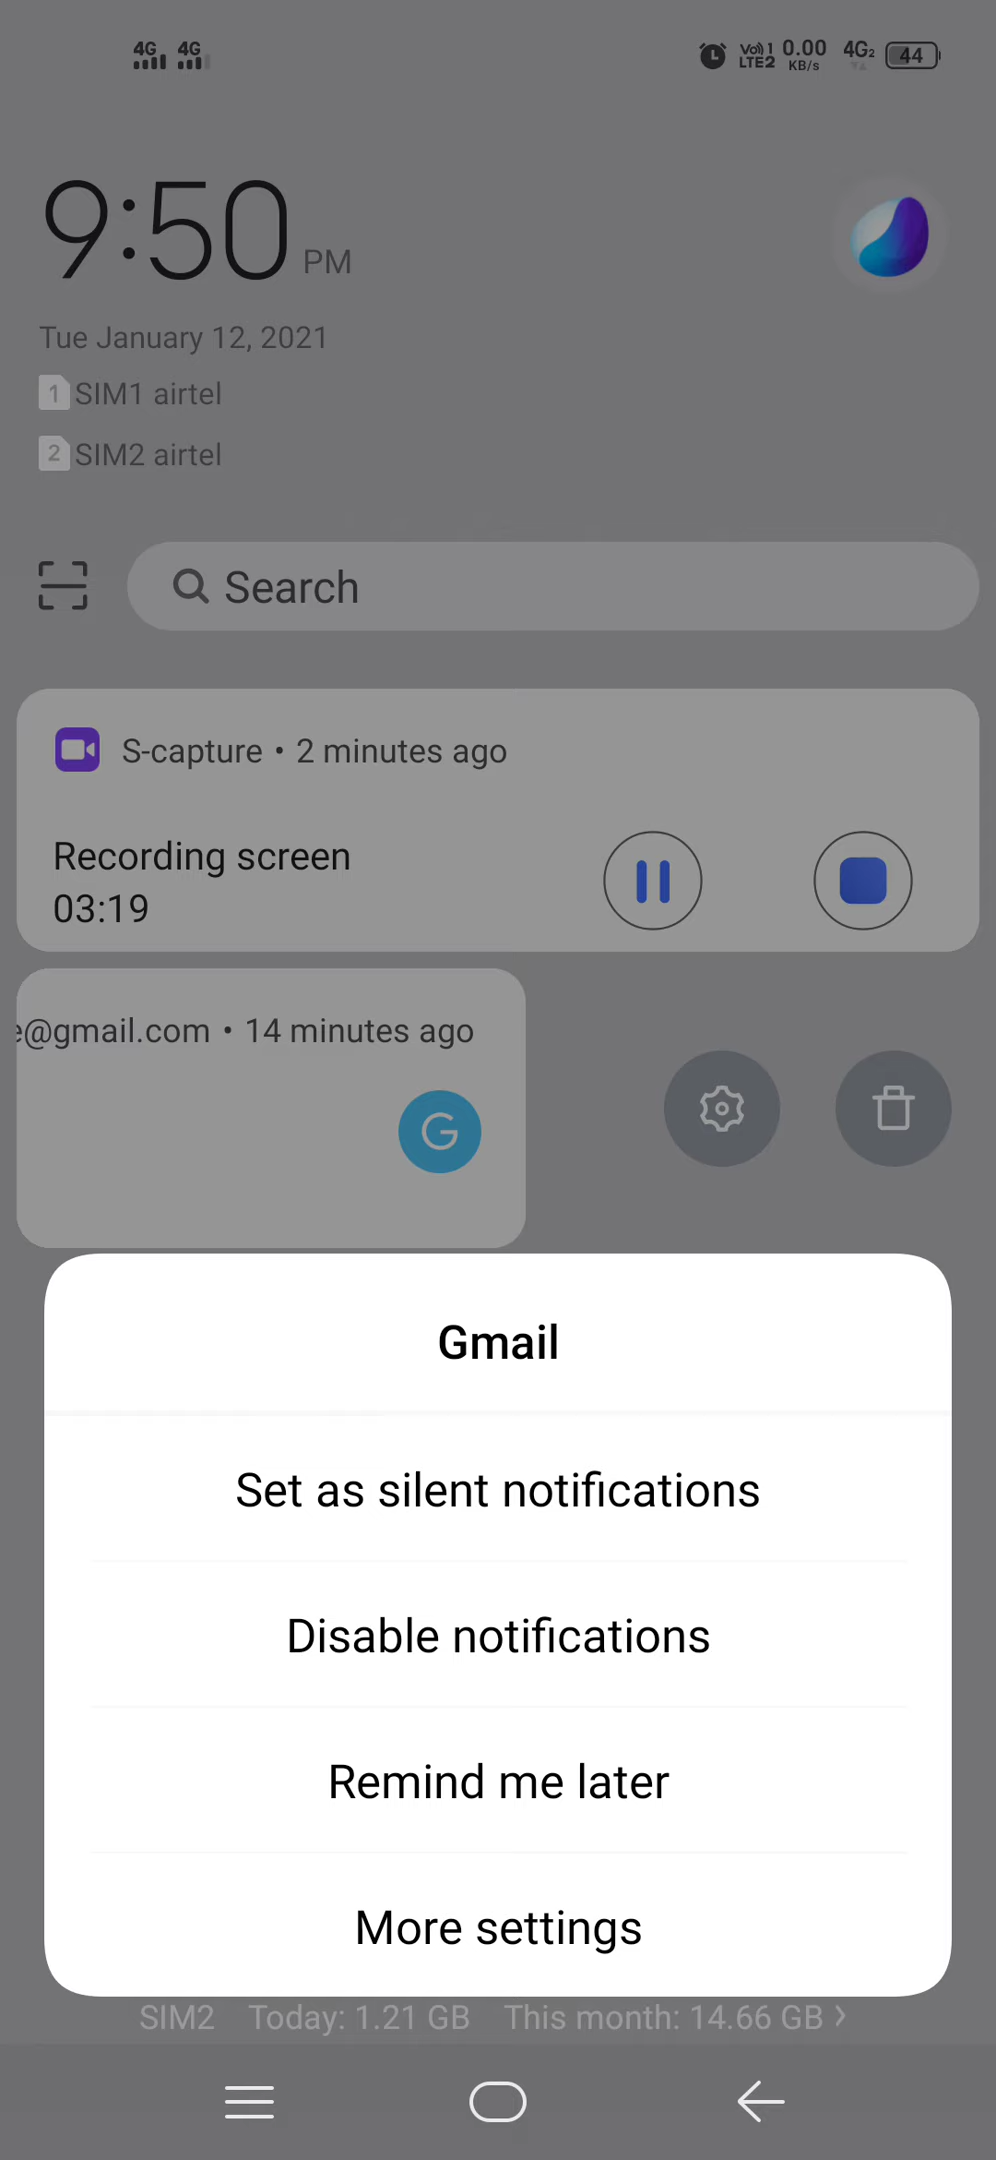 4G 4G
Vo)) 1 LTE2 0.00 KB/s 4G2 44
9:50 PM
Tue January 12, 2021
1 SIM1 airtel
2 SIM2 airtel
Search
S-capture • 2 minutes ago
Recording screen
03:19
e@gmail.com • 14 minutes ago
G
Gmail
Set as silent notifications
Disable notifications
Remind me later
More settings
SIM2 Today: 1.21 GB This month: 14.66 GB